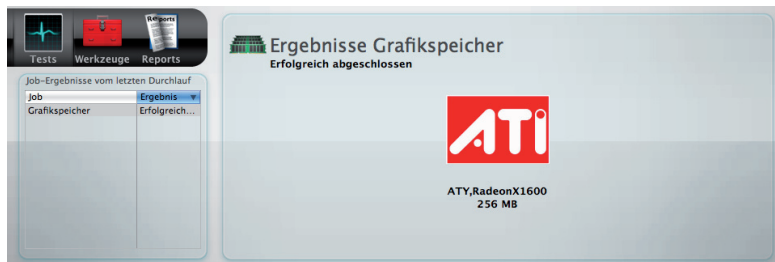 Reports
Tests Werkzeuge Reports
Job-Ergebnisse vom letzten Durchlauf
Job Ergebnis
Grafikspeicher Erfolgreich...
Ergebnisse Grafikspeicher
Erfolgreich abgeschlossen
ATI
ATY,RadeonX1600
256 MB